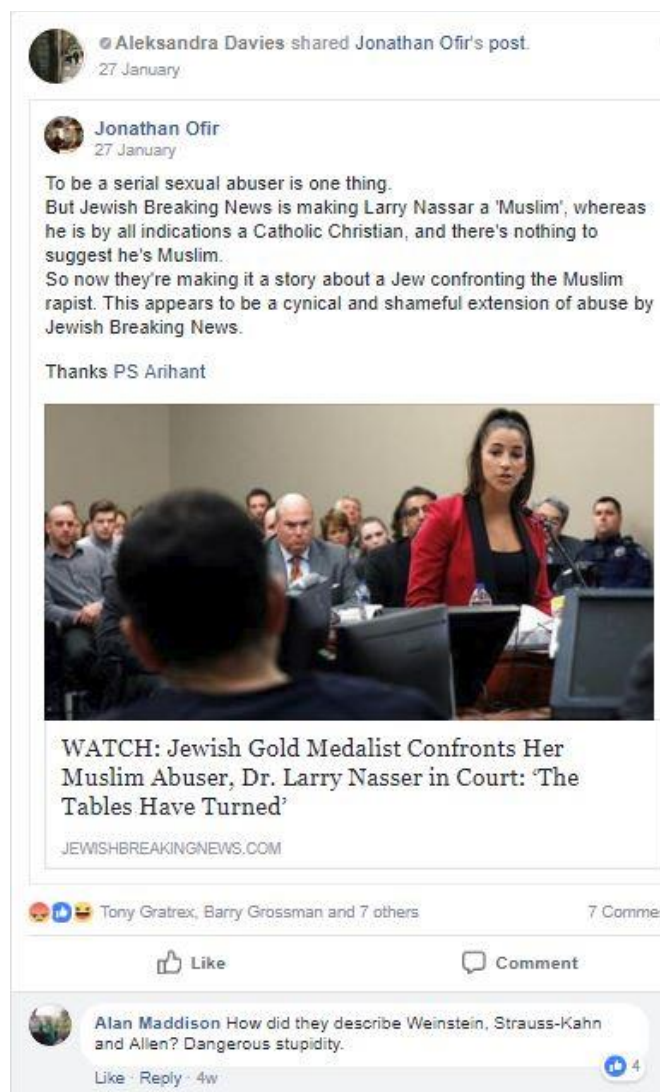 Aleksandra Davies shared Jonathan Ofir's post.
27 January
Jonathan Ofir
27 January
To be a serial sexual abuser is one thing.
But Jewish Breaking News is making Larry Nassar a 'Muslim', whereas
he is by all indications a Catholic Christian, and there's nothing to
suggest he's Muslim.
So now they're making it a story about a Jew confronting the Muslim
rapist. This appears to be a cynical and shameful extension of abuse by
Jewish Breaking News.
Thanks PS Arihant
WATCH: Jewish Gold Medalist Confronts Her
Muslim Abuser, Dr. Larry Nasser in Court: ‘The
Tables Have Turned’
JEWISHBREAKINGNEWS.COM
Tony Gratrex, Barry Grossman and 7 others 7 Comme
Like Comment
Alan Maddison How did they describe Weinstein, Strauss-Kahn
and Allen? Dangerous stupidity.
4
Like · Reply · 4w